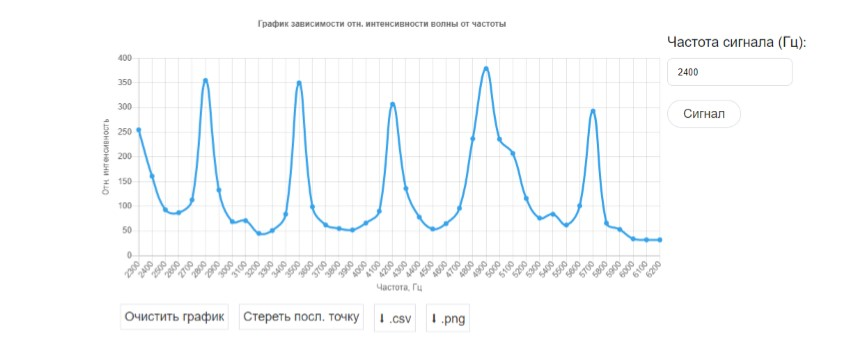 График зависимости отн. интенсивности волны от частоты
Частота сигнала (Гц):
2400
Сигнал
Отн. интенсивность
400
350
300
250
200
150
100
50
0
2300 2400 2500 2600 2700 2800 2900 3000 3100 3200 3300 3400 3500 3600 3700 3800 3900 4000 4100 4200 4300 4400 4500 4600 4700 4800 4900 5000 5100 5200 5300 5400 5500 5600 5700 5800 5900 6000 6100 6200
Частота, Гц
Очистить график Стереть посл. точку ⭳ .csv ⭳ .png